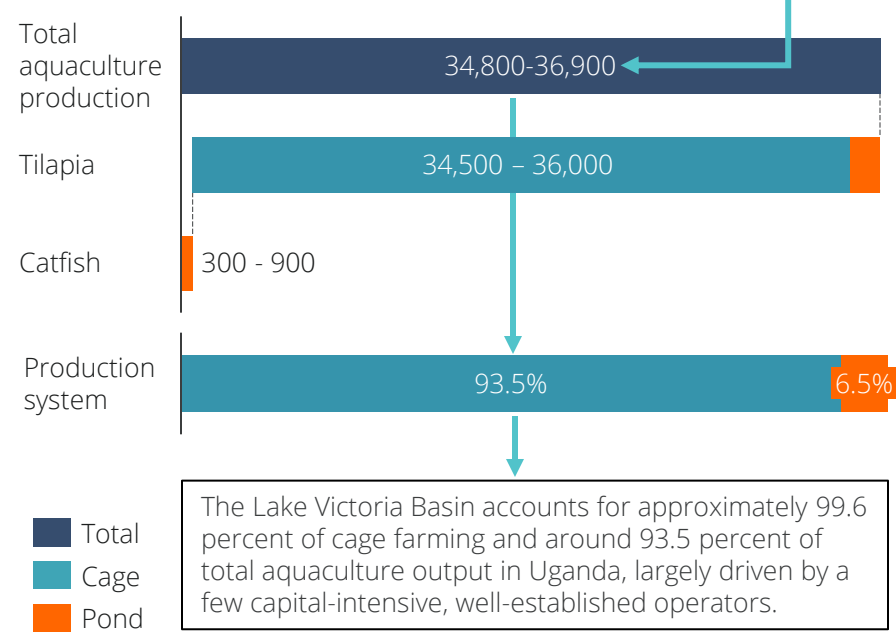 Total
aquaculture
production
34,800-36,900
Tilapia
34,500 – 36,000
Catfish
300 - 900
Production
system
93.5%
6.5%
Total
Cage
Pond
The Lake Victoria Basin accounts for approximately 99.6
percent of cage farming and around 93.5 percent of
total aquaculture output in Uganda, largely driven by a
few capital-intensive, well-established operators.